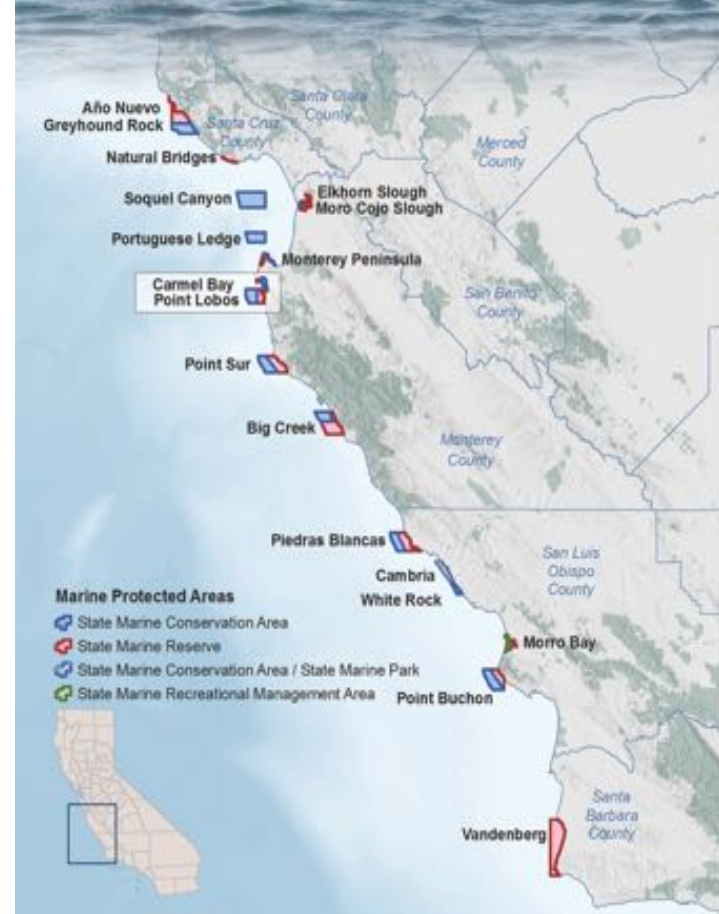 Año Nuevo
Greyhound Rock
Santa Clara
County
Santa Cruz
County
Merced
County
Natural Bridges
Soquel Canyon
Elkhorn Slough
Moro Cojo Slough
Portuguese Ledge
Monterey Peninsula
Carmel Bay
Point Lobos
San Benito
County
Point Sur
Big Creek
Monterey
County
Piedras Blancas
San Luis
Obispo
County
Cambria
White Rock
Marine Protected Areas
State Marine Conservation Area
State Marine Reserve
State Marine Conservation Area / State Marine Park
State Marine Recreational Management Area
Morro Bay
Point Buchon
Santa
Barbara
County
Vandenberg